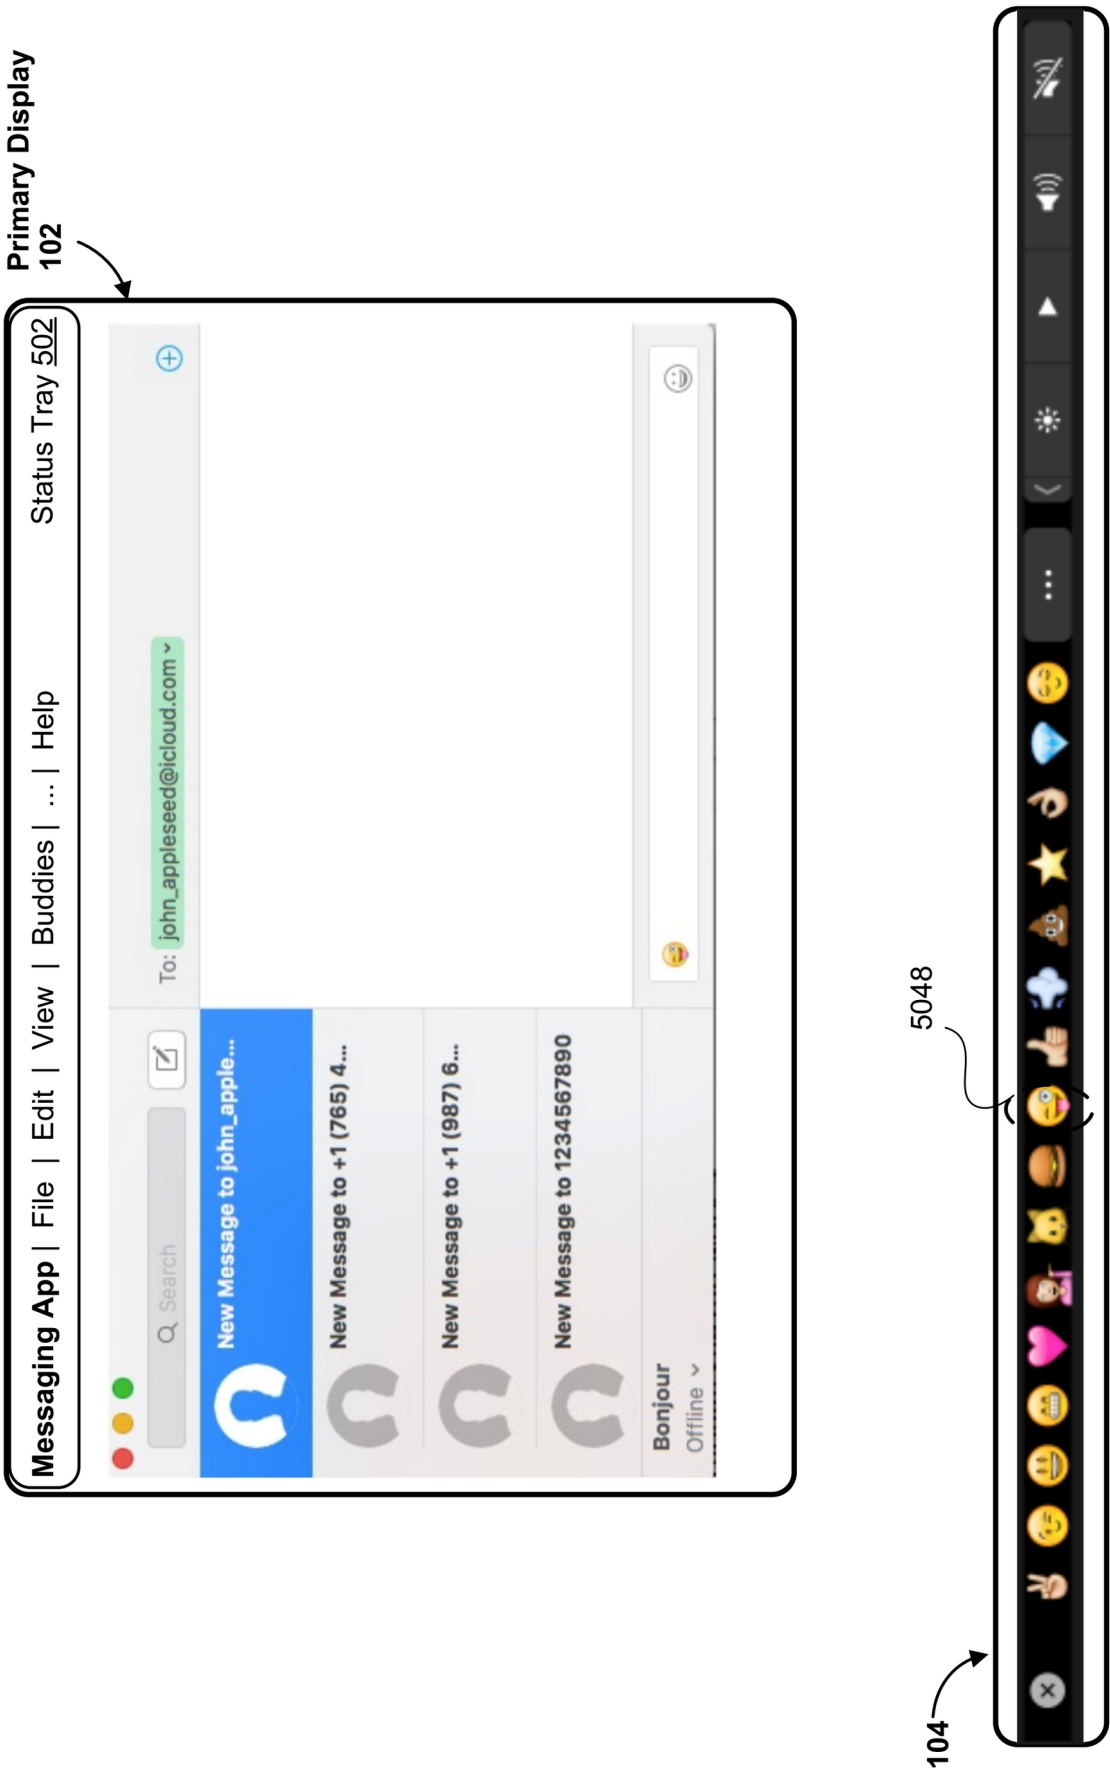 Primary Display
102
Messaging App | File | Edit | View | Buddies | ... | Help
Status Tray 502
Search
To: john_appleseed@icloud.com
New Message to john_apple...
New Message to +1 (765) 4...
New Message to +1 (987) 6...
New Message to 1234567890
Bonjour
Offline
5048
104